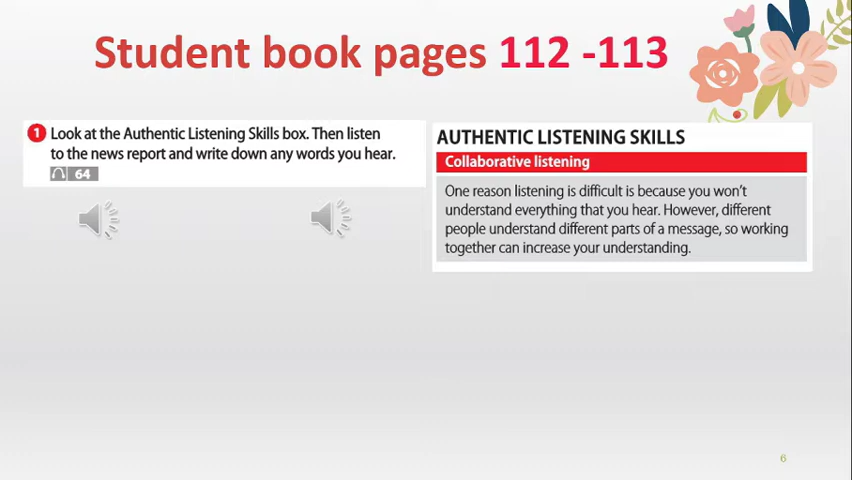 Student book pages 112 -113
1 Look at the Authentic Listening Skills box. Then listen
to the news report and write down any words you hear.
64
AUTHENTIC LISTENING SKILLS
Collaborative listening
One reason listening is difficult is because you won't
understand everything that you hear. However, different
people understand different parts of a message, so working
together can increase your understanding.
6